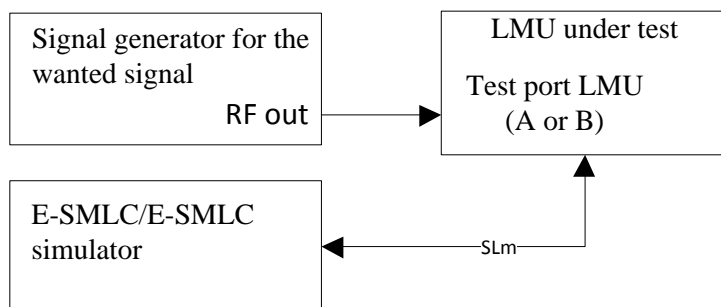 Signal generator for the
wanted signal
RF out
LMU under test
Test port LMU
(A or B)
E-SMLC/E-SMLC
simulator
SLm